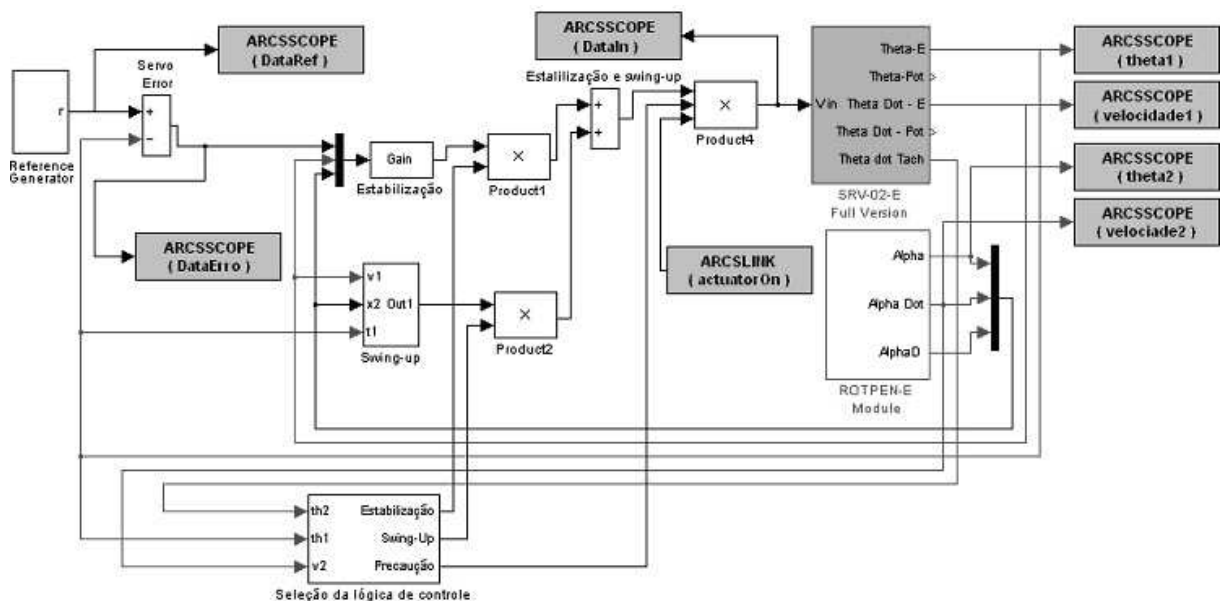 ARCSSCOPE
( DataRef )
ARCSSCOPE
( DataIn )
Servo
Error
r
+
−
Reference
Generator
ARCSSCOPE
( DataErro )
Gain
Estabilização
×
Product1
Estalilização e swing-up
+
+
×
Product4
Vin
Theta-E
Theta-Pot
Theta Dot - E
Theta Dot - Pot
Theta dot Tach
SRV-02-E
Full Version
ARCSSCOPE
( theta1 )
ARCSSCOPE
( velocidade1 )
ARCSSCOPE
( theta2 )
ARCSSCOPE
( velociade2 )
v1
x2 Out1
t1
Swing-up
×
Product2
ARCSLINK
( actuatorOn )
Alpha
Alpha Dot
AlphaD
ROTPEN-E
Module
th2 Estabilização
th1 Swing-Up
v2 Precaução
Seleção da lógica de controle